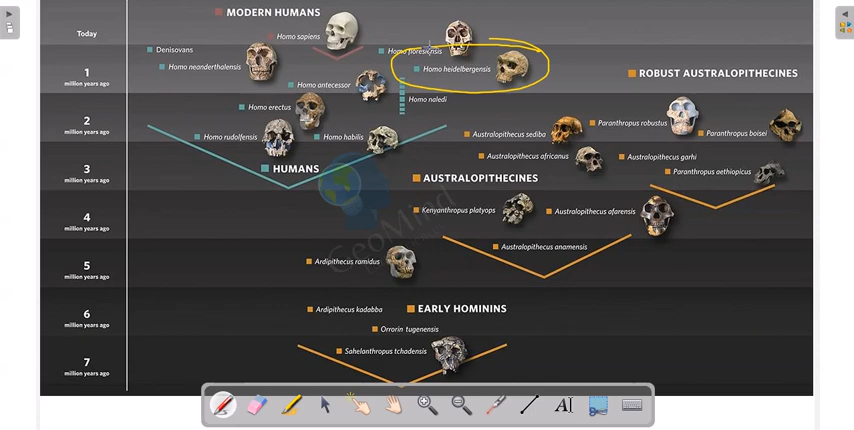 MODERN HUMANS
Today
Homo sapiens
Denisovans
Homo floresiensis
Homo neanderthalensis
Homo heidelbergensis
1
million years ago
ROBUST AUSTRALOPITHECINES
Homo antecessor
Homo naledi
Homo erectus
2
million years ago
Paranthropus robustus
Homo rudolfensis
Homo habilis
Australopithecus sediba
Paranthropus boisei
Australopithecus africanus
Australopithecus garhi
3
million years ago
HUMANS
Paranthropus aethiopicus
AUSTRALOPITHECINES
GeoMind
4
million years ago
Kenyanthropus platyops
Australopithecus afarensis
Australopithecus anamensis
5
million years ago
Ardipithecus ramidus
6
million years ago
Ardipithecus kadabba
EARLY HOMININS
Orrorin tugenensis
7
million years ago
Sahelanthropus tchadensis
A